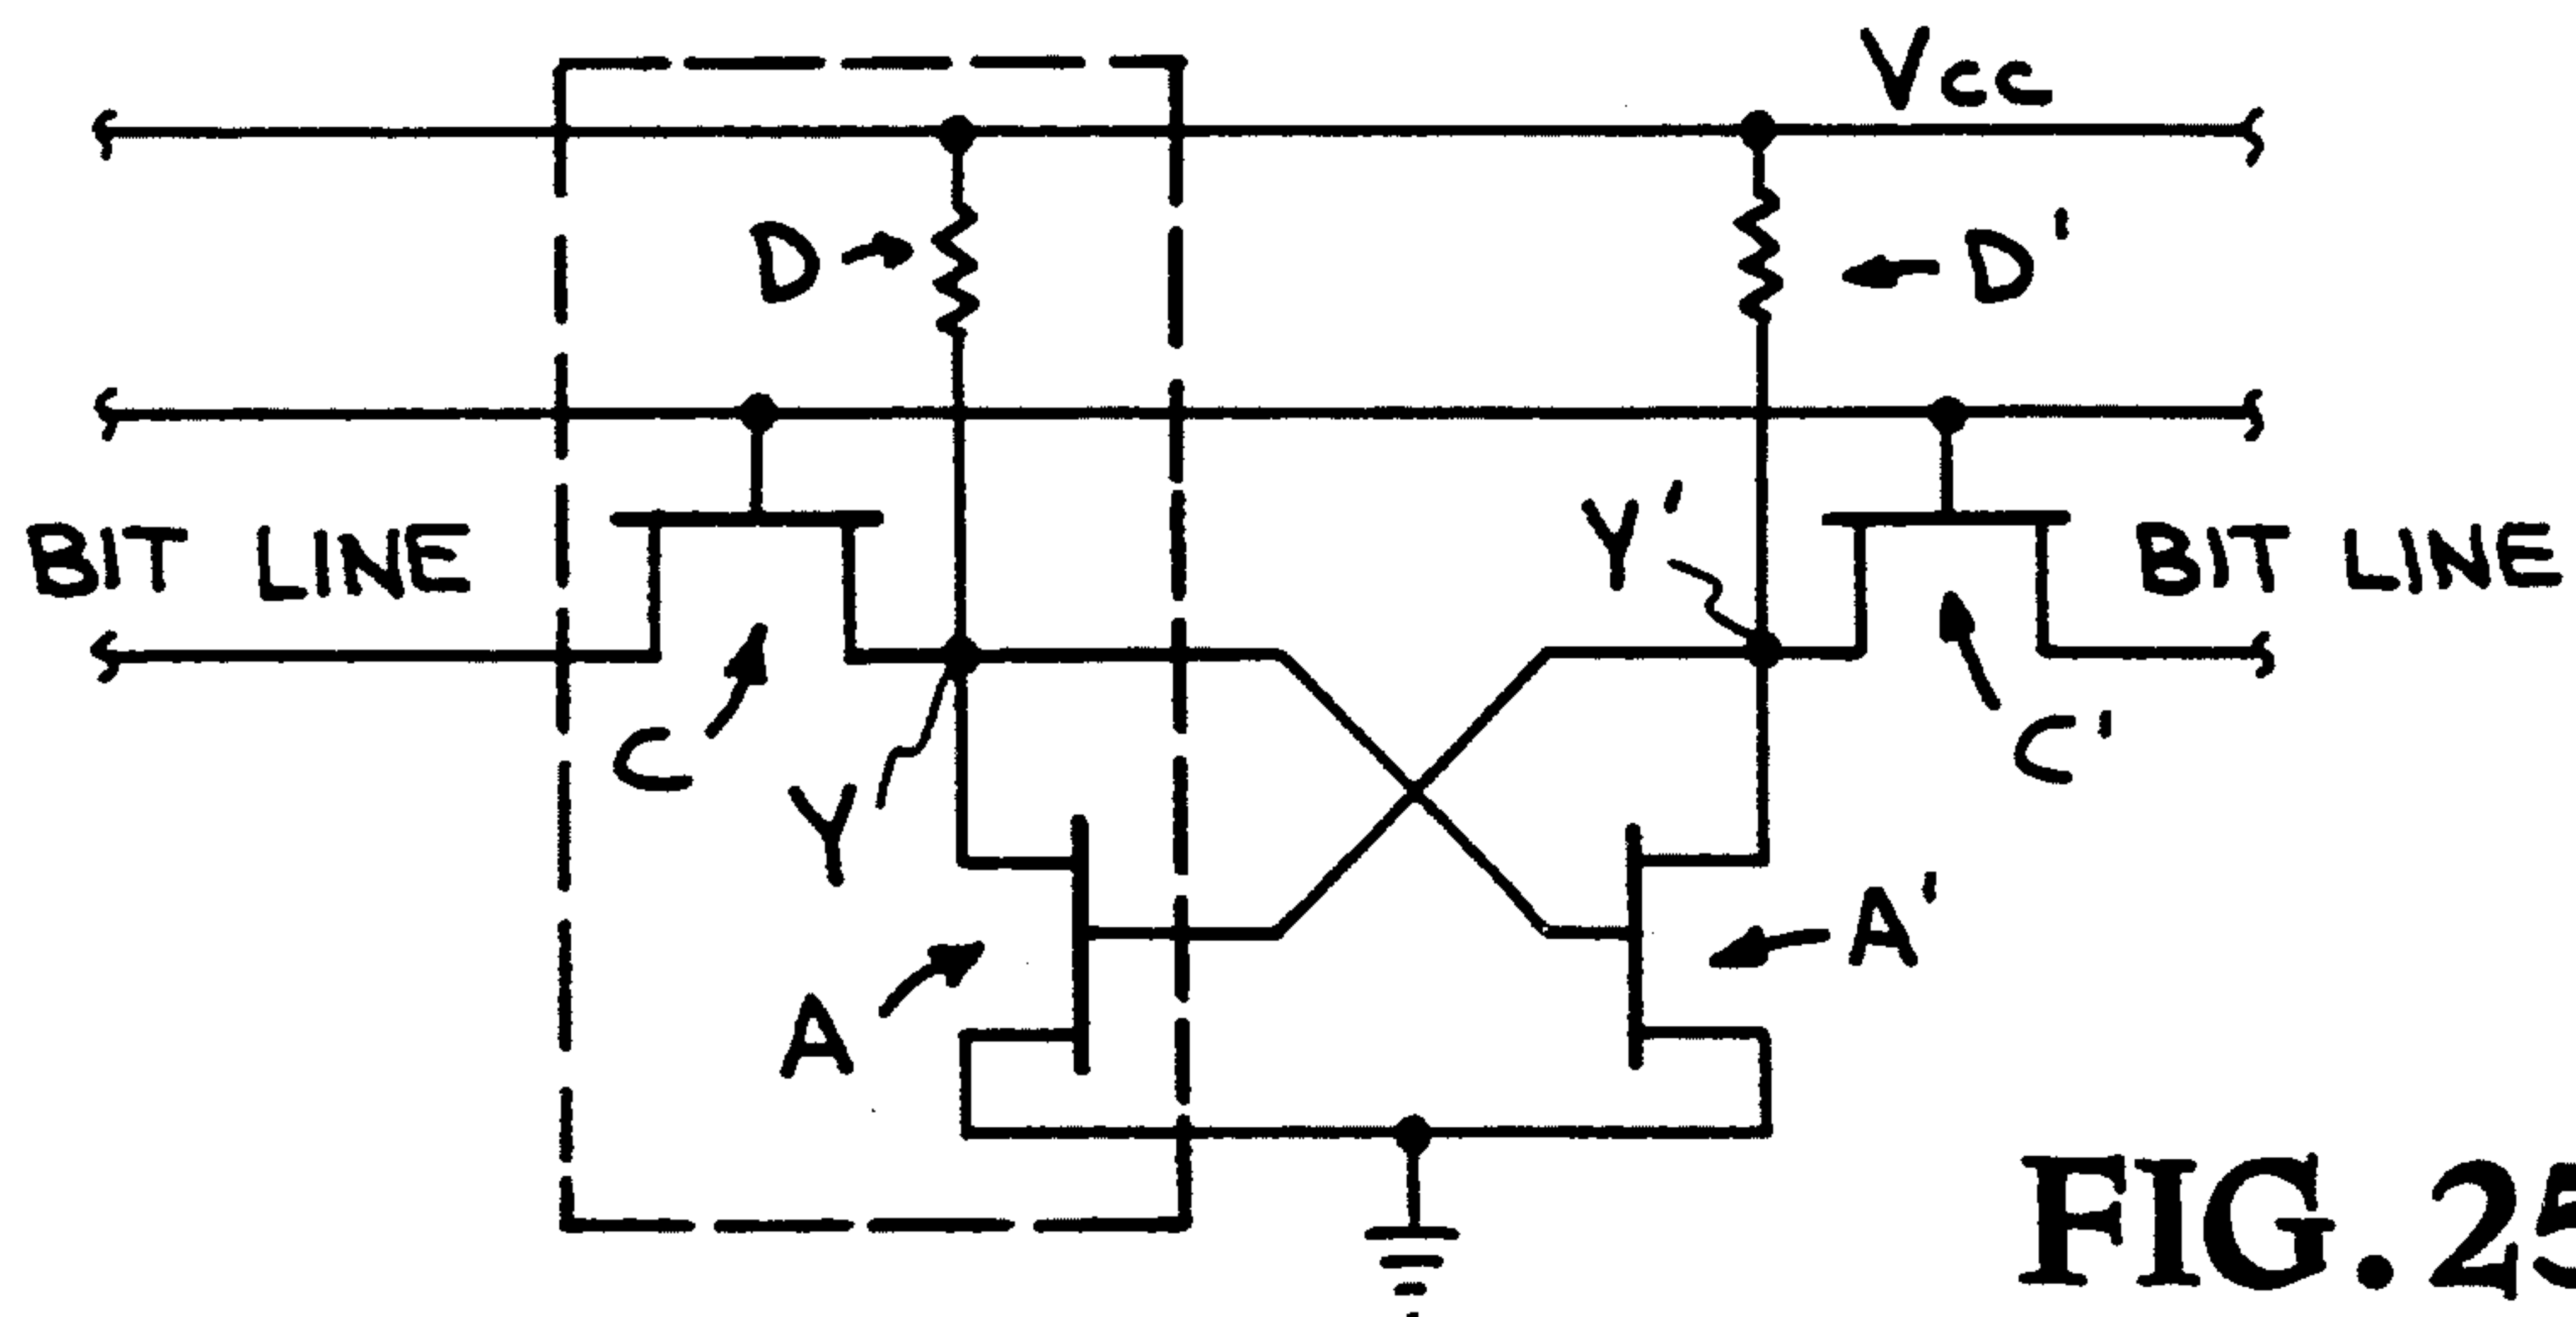 Vcc
D
D'
BIT LINE
Y'
BIT LINE
C
C'
Y
A
A'
FIG. 25